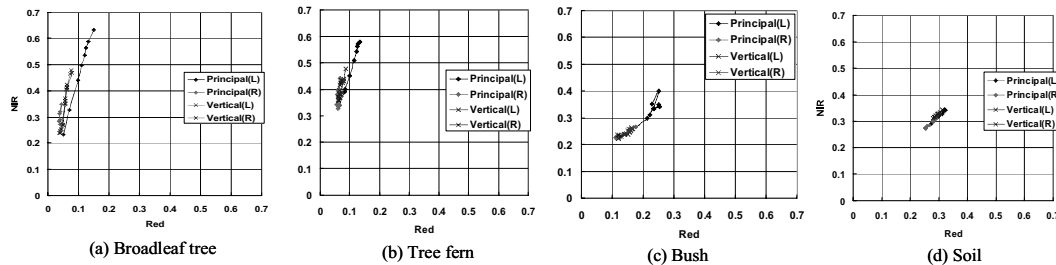 0.7
0.6
0.5
0.4
0.3
0.2
0.1
0
NIR
0 0.1 0.2 0.3 0.4 0.5 0.6 0.7
Red
Principal(L)
Principal(R)
Vertical(L)
Vertical(R)
(a) Broadleaf tree
0.7
0.6
0.5
0.4
0.3
0.2
0.1
0
NIR
0 0.1 0.2 0.3 0.4 0.5 0.6 0.7
Red
Principal(L)
Principal(R)
Vertical(L)
Vertical(R)
(b) Tree fern
0.7
0.6
0.5
0.4
0.3
0.2
0.1
0
NIR
0 0.1 0.2 0.3 0.4 0.5 0.6 0.7
Red
Principal(L)
Principal(R)
Vertical(L)
Vertical(R)
(c) Bush
0.7
0.6
0.5
0.4
0.3
0.2
0.1
0
NIR
0 0.1 0.2 0.3 0.4 0.5 0.6 0.7
Red
Principal(L)
Principal(R)
Vertical(L)
Vertical(R)
(d) Soil